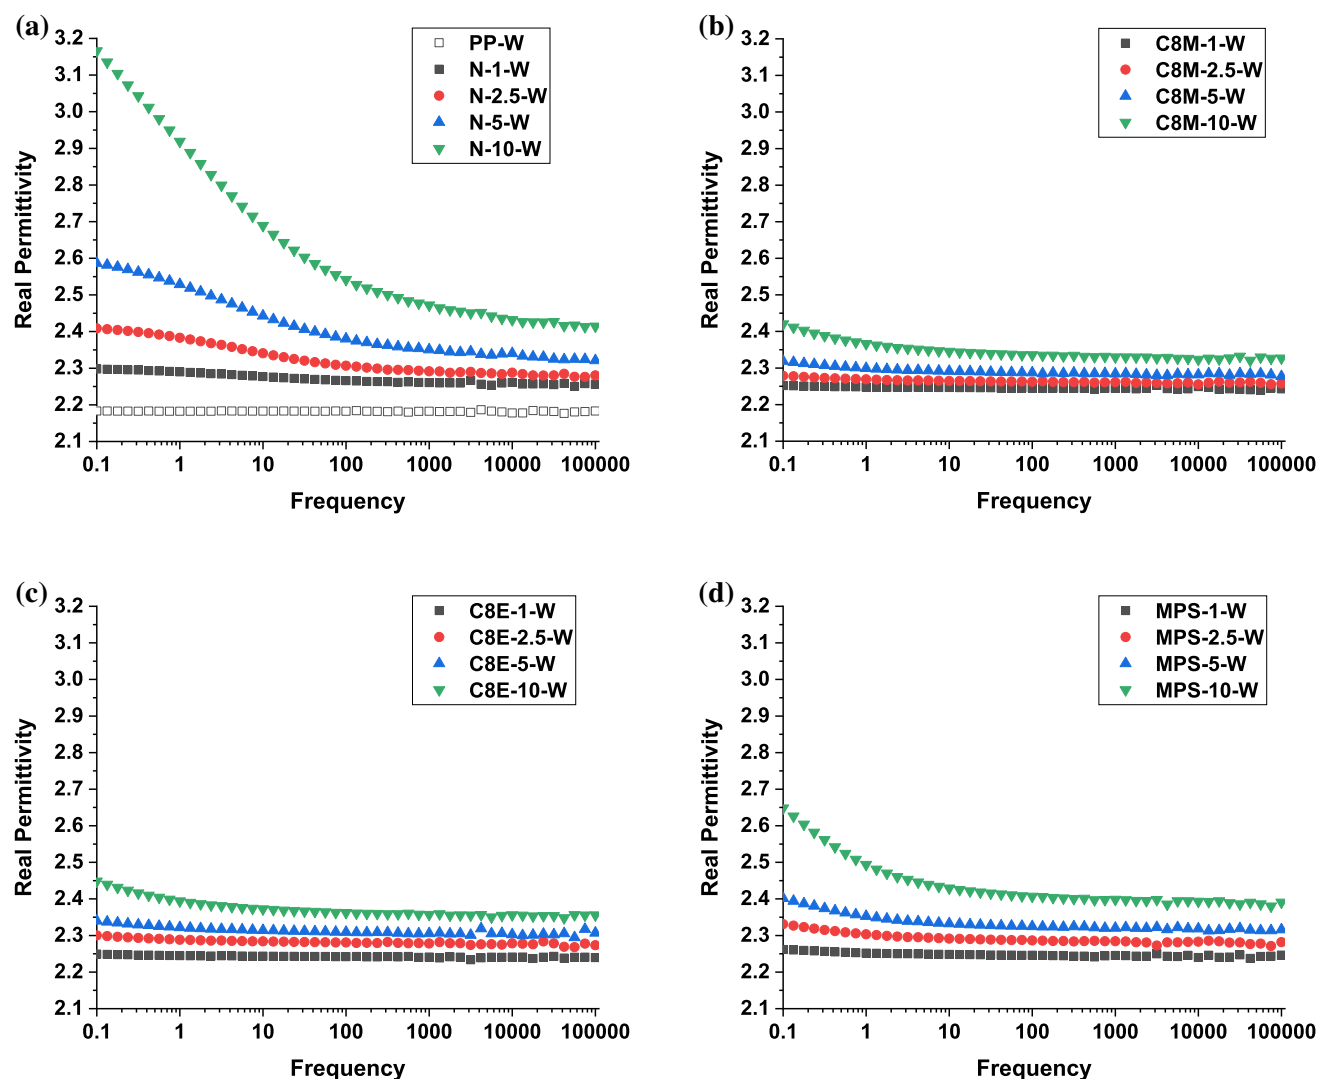 (a)
3.2
3.1
3.0
2.9
2.8
2.7
2.6
2.5
2.4
2.3
2.2
2.1
Real Permittivity
PP-W
N-1-W
N-2.5-W
N-5-W
N-10-W
0.1 1 10 100 1000 10000 100000
Frequency
(b)
3.2
3.1
3.0
2.9
2.8
2.7
2.6
2.5
2.4
2.3
2.2
2.1
Real Permittivity
C8M-1-W
C8M-2.5-W
C8M-5-W
C8M-10-W
0.1 1 10 100 1000 10000 100000
Frequency
(c)
3.2
3.1
3.0
2.9
2.8
2.7
2.6
2.5
2.4
2.3
2.2
2.1
Real Permittivity
C8E-1-W
C8E-2.5-W
C8E-5-W
C8E-10-W
0.1 1 10 100 1000 10000 100000
Frequency
(d)
3.2
3.1
3.0
2.9
2.8
2.7
2.6
2.5
2.4
2.3
2.2
2.1
Real Permittivity
MPS-1-W
MPS-2.5-W
MPS-5-W
MPS-10-W
0.1 1 10 100 1000 10000 100000
Frequency